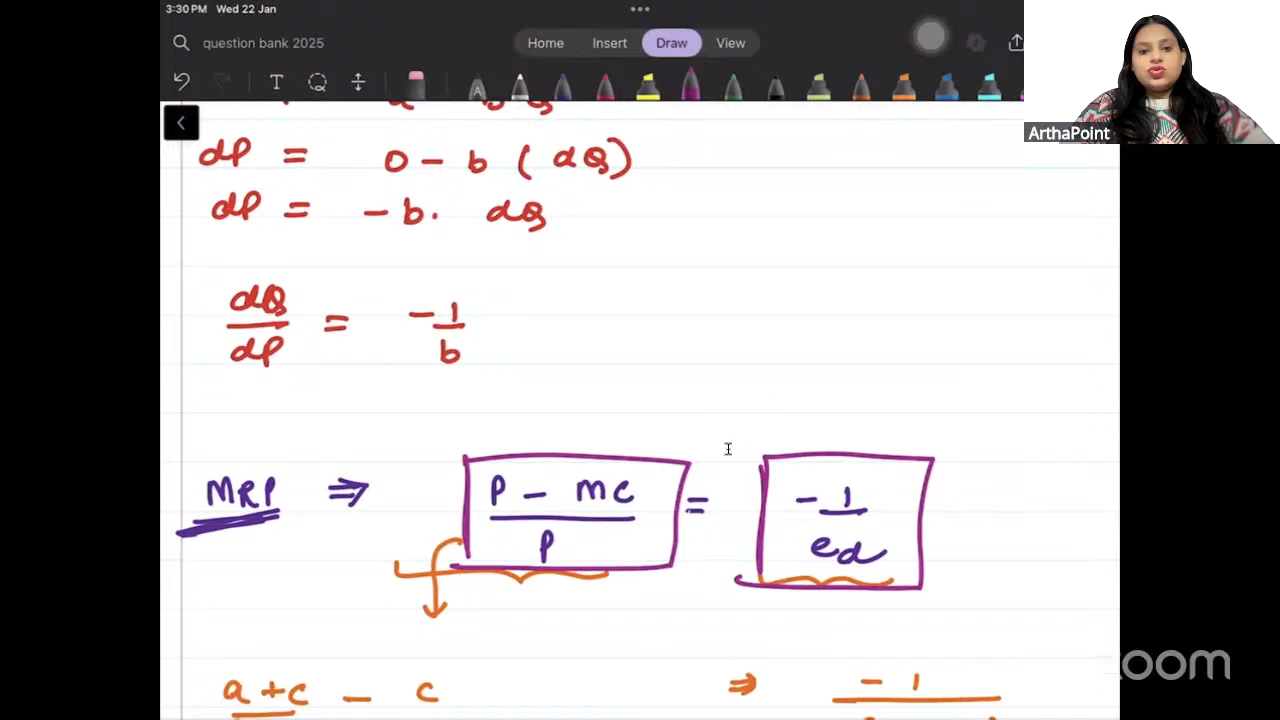 3:30 PM Wed 22 Jan
question bank 2025
Home Insert Draw View
T
A
ArthaPoint
dP = 0 - b (dQ)
dP = - b. dQ
dQ/dP = -1/b
MRP ⇒ P - MC / P = -1/ed
a + c - c ⇒ -1
zoom